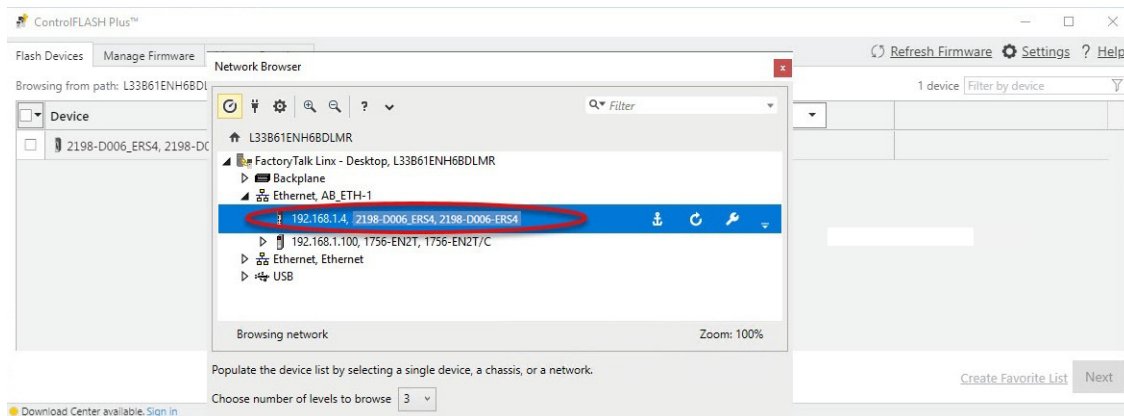 ControlFLASH Plus™
Flash Devices Manage Firmware
Refresh Firmware Settings ? Help
Browsing from path: L33B61ENH6BDL
1 device Filter by device
Device
2198-D006_ERS4, 2198-D0
Network Browser
x
? Filter
L33B61ENH6BDLMR
FactoryTalk Linx - Desktop, L33B61ENH6BDLMR
Backplane
Ethernet, AB_ETH-1
192.168.1.4, 2198-D006_ERS4, 2198-D006-ERS4
192.168.1.100, 1756-EN2T, 1756-EN2T/C
Ethernet, Ethernet
USB
Browsing network Zoom: 100%
Populate the device list by selecting a single device, a chassis, or a network.
Choose number of levels to browse 3
Create Favorite List Next
Download Center available. Sign in